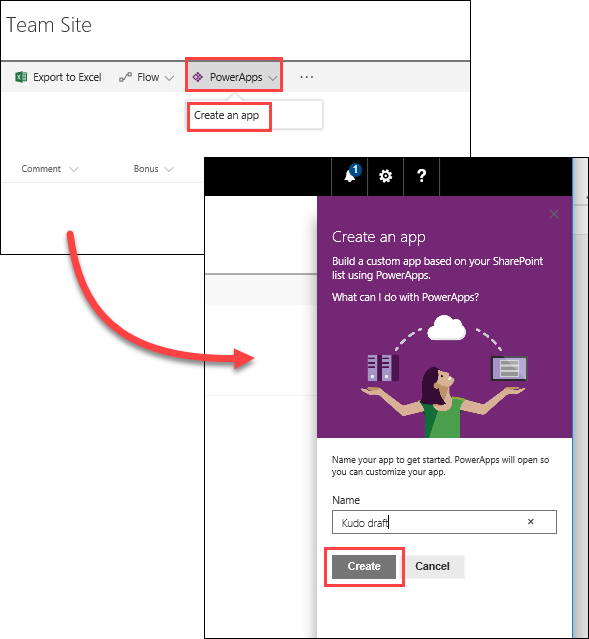 Team Site
Export to Excel Flow PowerApps ...
Create an app
Comment Bonus
1 ?
Create an app
Build a custom app based on your SharePoint
list using PowerApps.
What can I do with PowerApps?
Name your app to get started. PowerApps will open so
you can customize your app.
Name
Kudo draft
Create Cancel